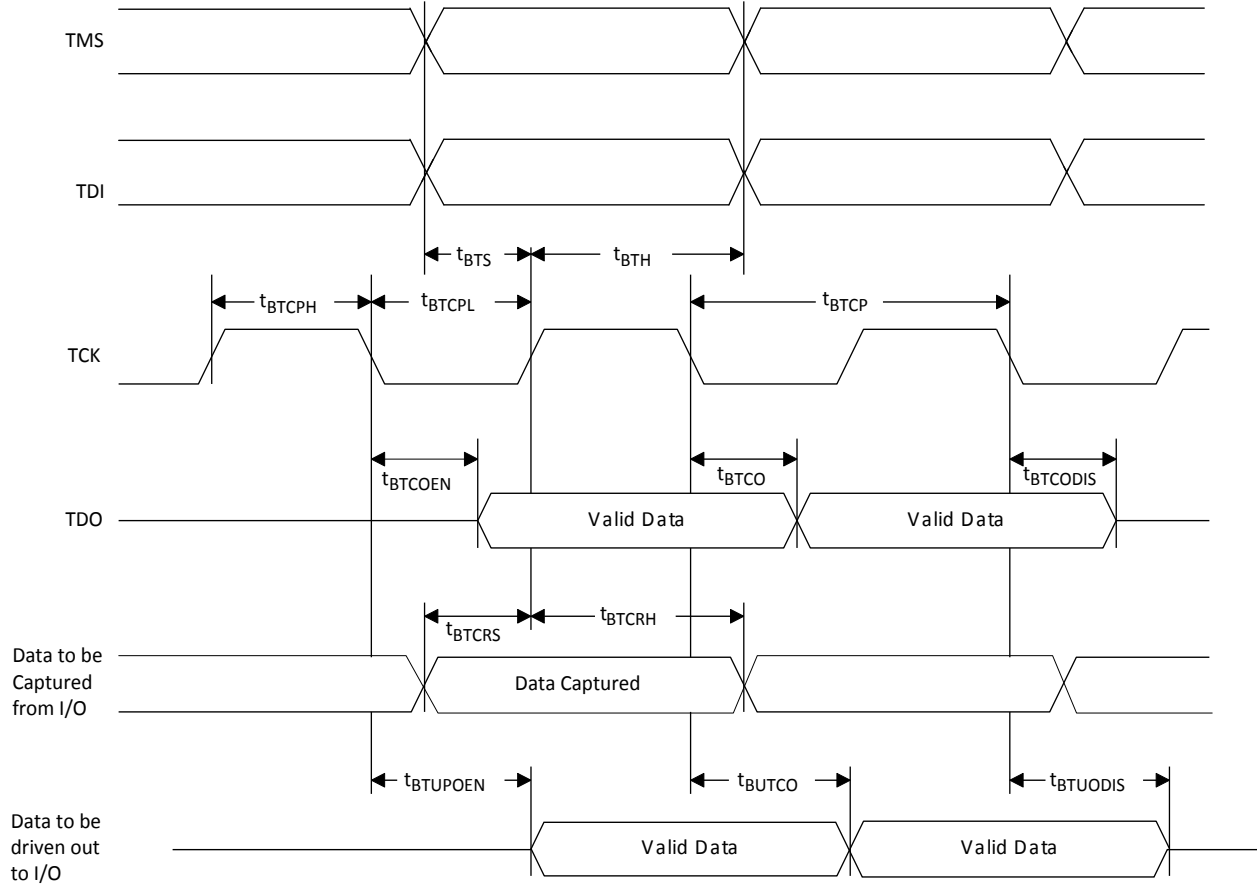 TMS
TDI
tBTS
tBTH
tBTCPH
tBTCPL
tBTCP
TCK
tBTCOEN
tBTCO
tBTCODIS
TDO
Valid Data
Valid Data
tBTCRS
tBTCRH
Data to be
Captured
from I/O
Data Captured
tBTUPOEN
tBUTCO
tBTUODIS
Data to be
driven out
to I/O
Valid Data
Valid Data